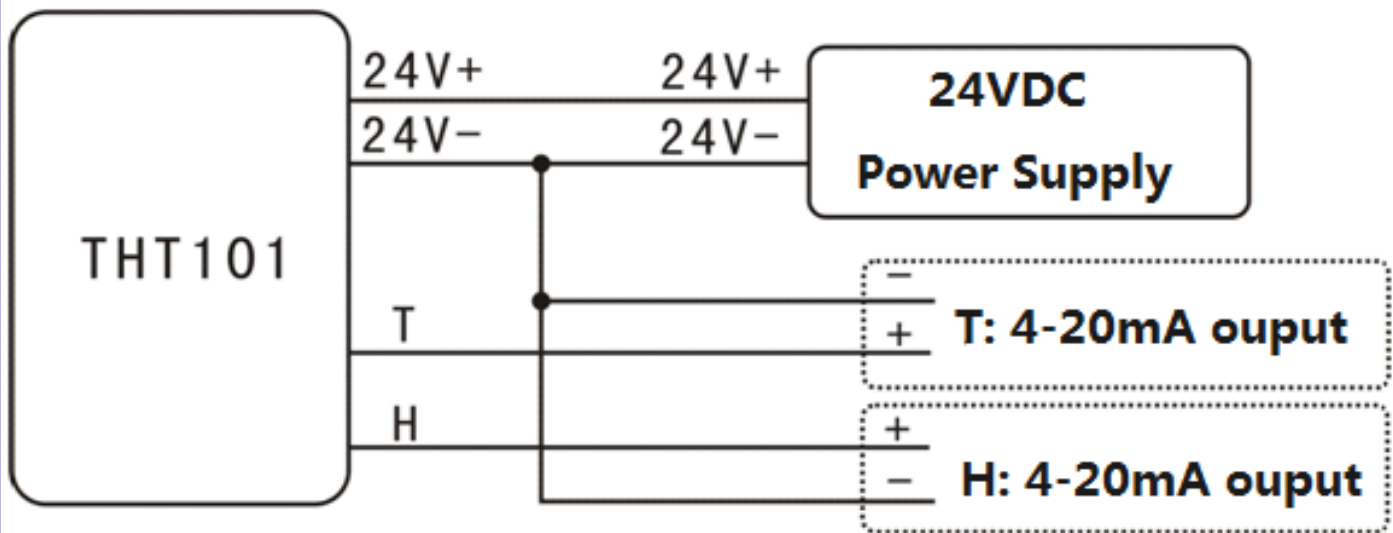 24V+ 24V+
24VDC
24V- 24V-
Power Supply
THT101
-
T
+
T: 4-20mA ouput
H
+
-
H: 4-20mA ouput